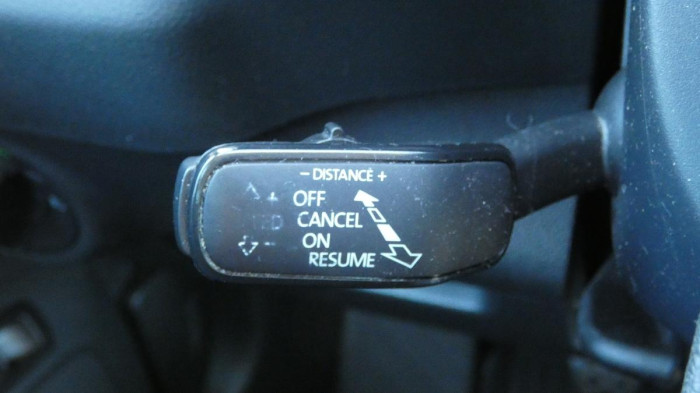 − DISTANCE +
+ OFF
CANCEL
− ON
RESUME